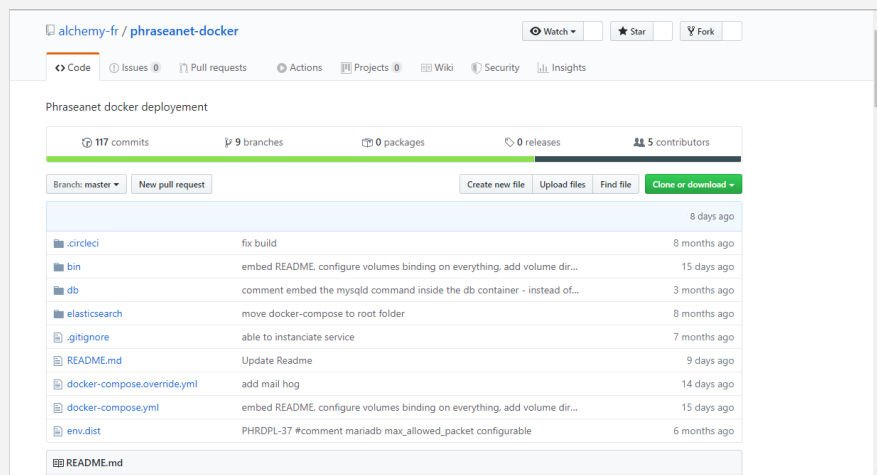 alchemy-fr / phraseanet-docker
Watch Star Fork
Code Issues 0 Pull requests Actions Projects 0 Wiki Security Insights
Phraseanet docker deployement
117 commits 9 branches 0 packages 0 releases 5 contributors
Branch: master New pull request Create new file Upload files Find file Clone or download
8 days ago
.circleci fix build 8 months ago
bin embed README, configure volumes binding on everything, add volume dir... 15 days ago
db comment embed the mysqld command inside the db container - instead of... 3 months ago
elasticsearch move docker-compose to root folder 8 months ago
.gitignore able to instanciate service 7 months ago
README.md Update Readme 9 days ago
docker-compose.override.yml add mail hog 14 days ago
docker-compose.yml embed README, configure volumes binding on everything, add volume dir... 15 days ago
env.dist PHRDPL-37 #comment mariadb max_allowed_packet configurable 6 months ago
README.md